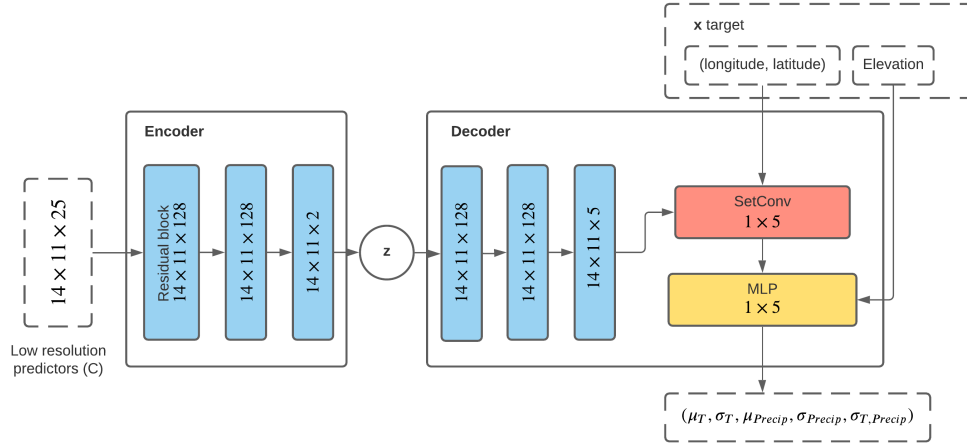 x target
(longitude, latitude)
Elevation
Encoder
Decoder
14 × 11 × 25
Residual block
14 × 11 × 128
14 × 11 × 128
14 × 11 × 2
z
14 × 11 × 128
14 × 11 × 128
14 × 11 × 5
SetConv
1 × 5
MLP
1 × 5
Low resolution
predictors (C)
(μ_T, σ_T, μ_Precip, σ_Precip, σ_T,Precip)